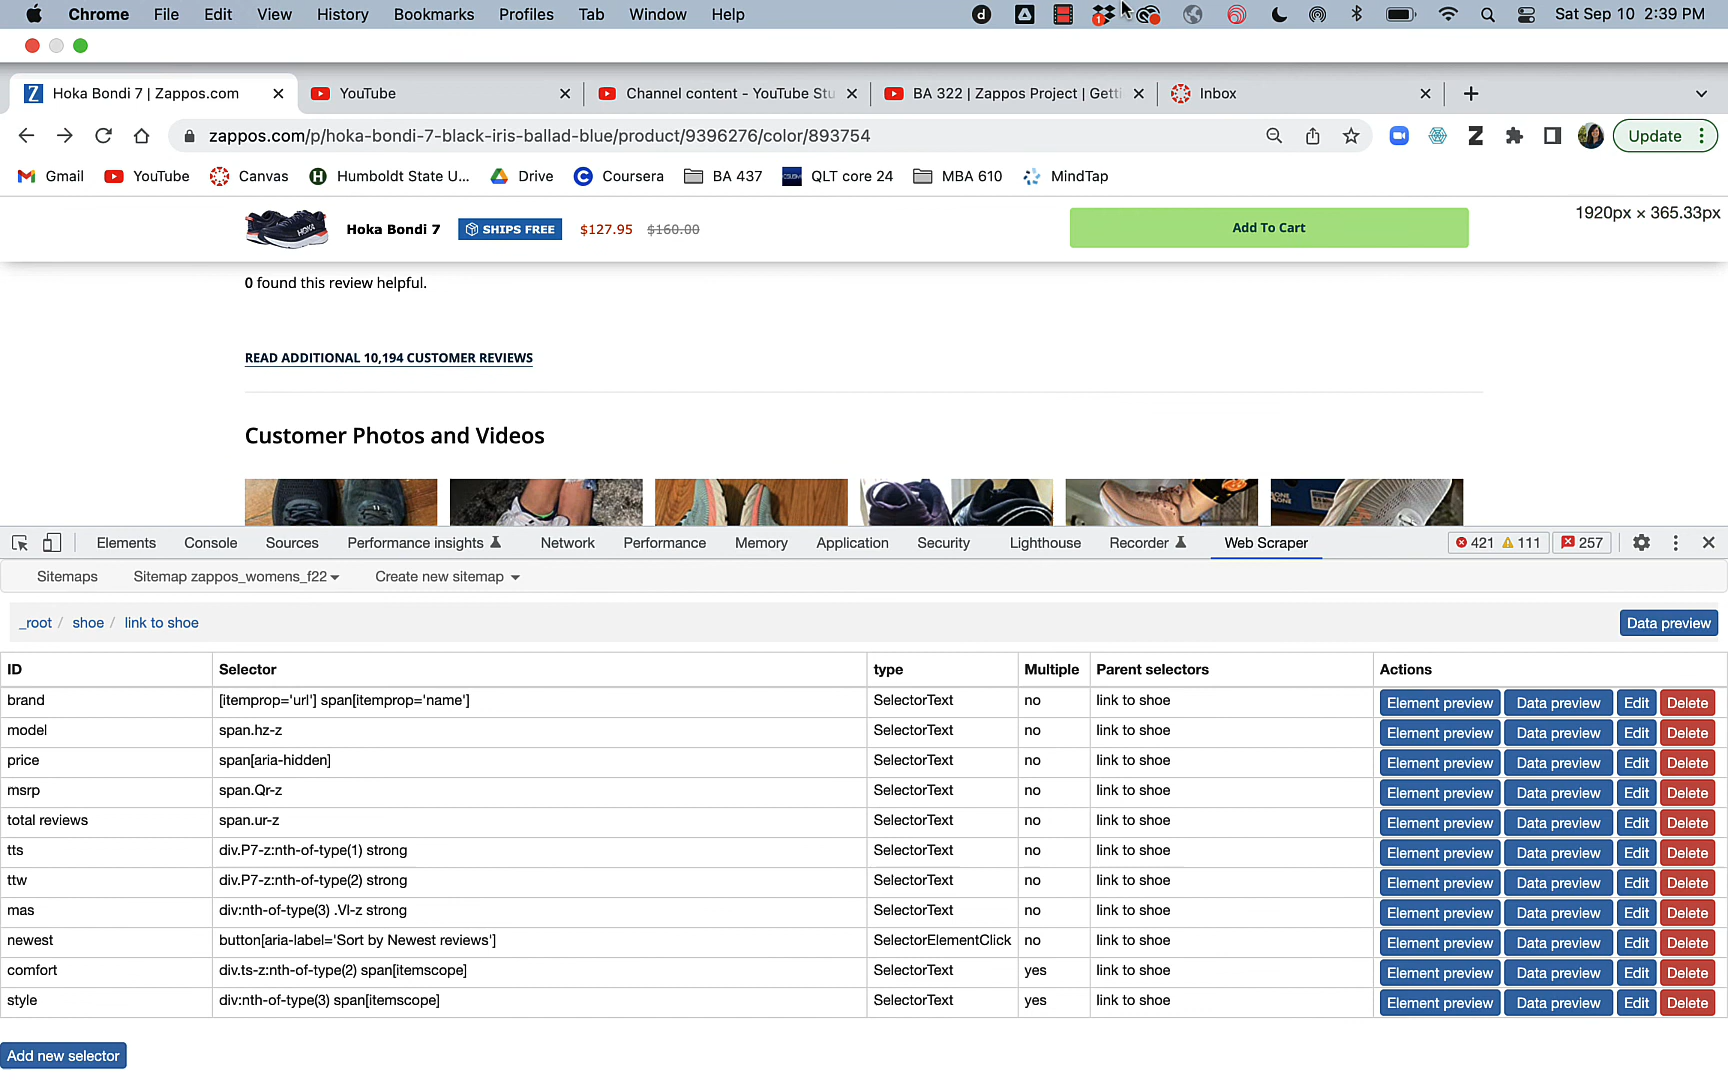 Chrome File Edit View History Bookmarks Profiles Tab Window Help Sat Sep 10 2:39 PM
Hoka Bondi 7 | Zappos.com YouTube Channel content - YouTube Stu BA 322 | Zappos Project | Getti Inbox
zappos.com/p/hoka-bondi-7-black-iris-ballad-blue/product/9396276/color/893754 Update
Gmail YouTube Canvas Humboldt State U... Drive Coursera BA 437 QLT core 24 MBA 610 MindTap
Hoka Bondi 7 SHIPS FREE $127.95 $160.00 Add To Cart 1920px × 365.33px
0 found this review helpful.
READ ADDITIONAL 10,194 CUSTOMER REVIEWS
Customer Photos and Videos
Elements Console Sources Performance insights Network Performance Memory Application Security Lighthouse Recorder Web Scraper 421 111 257
Sitemaps Sitemap zappos_womens_f22 Create new sitemap
_root / shoe / link to shoe Data preview
ID Selector type Multiple Parent selectors Actions
brand [itemprop='url'] span[itemprop='name'] SelectorText no link to shoe Element preview Data preview Edit Delete
model span.hz-z SelectorText no link to shoe Element preview Data preview Edit Delete
price span[aria-hidden] SelectorText no link to shoe Element preview Data preview Edit Delete
msrp span.Qr-z SelectorText no link to shoe Element preview Data preview Edit Delete
total reviews span.ur-z SelectorText no link to shoe Element preview Data preview Edit Delete
tts div.P7-z:nth-of-type(1) strong SelectorText no link to shoe Element preview Data preview Edit Delete
ttw div.P7-z:nth-of-type(2) strong SelectorText no link to shoe Element preview Data preview Edit Delete
mas div:nth-of-type(3) .Vl-z strong SelectorText no link to shoe Element preview Data preview Edit Delete
newest button[aria-label='Sort by Newest reviews'] SelectorElementClick no link to shoe Element preview Data preview Edit Delete
comfort div.ts-z:nth-of-type(2) span[itemscope] SelectorText yes link to shoe Element preview Data preview Edit Delete
style div:nth-of-type(3) span[itemscope] SelectorText yes link to shoe Element preview Data preview Edit Delete
Add new selector